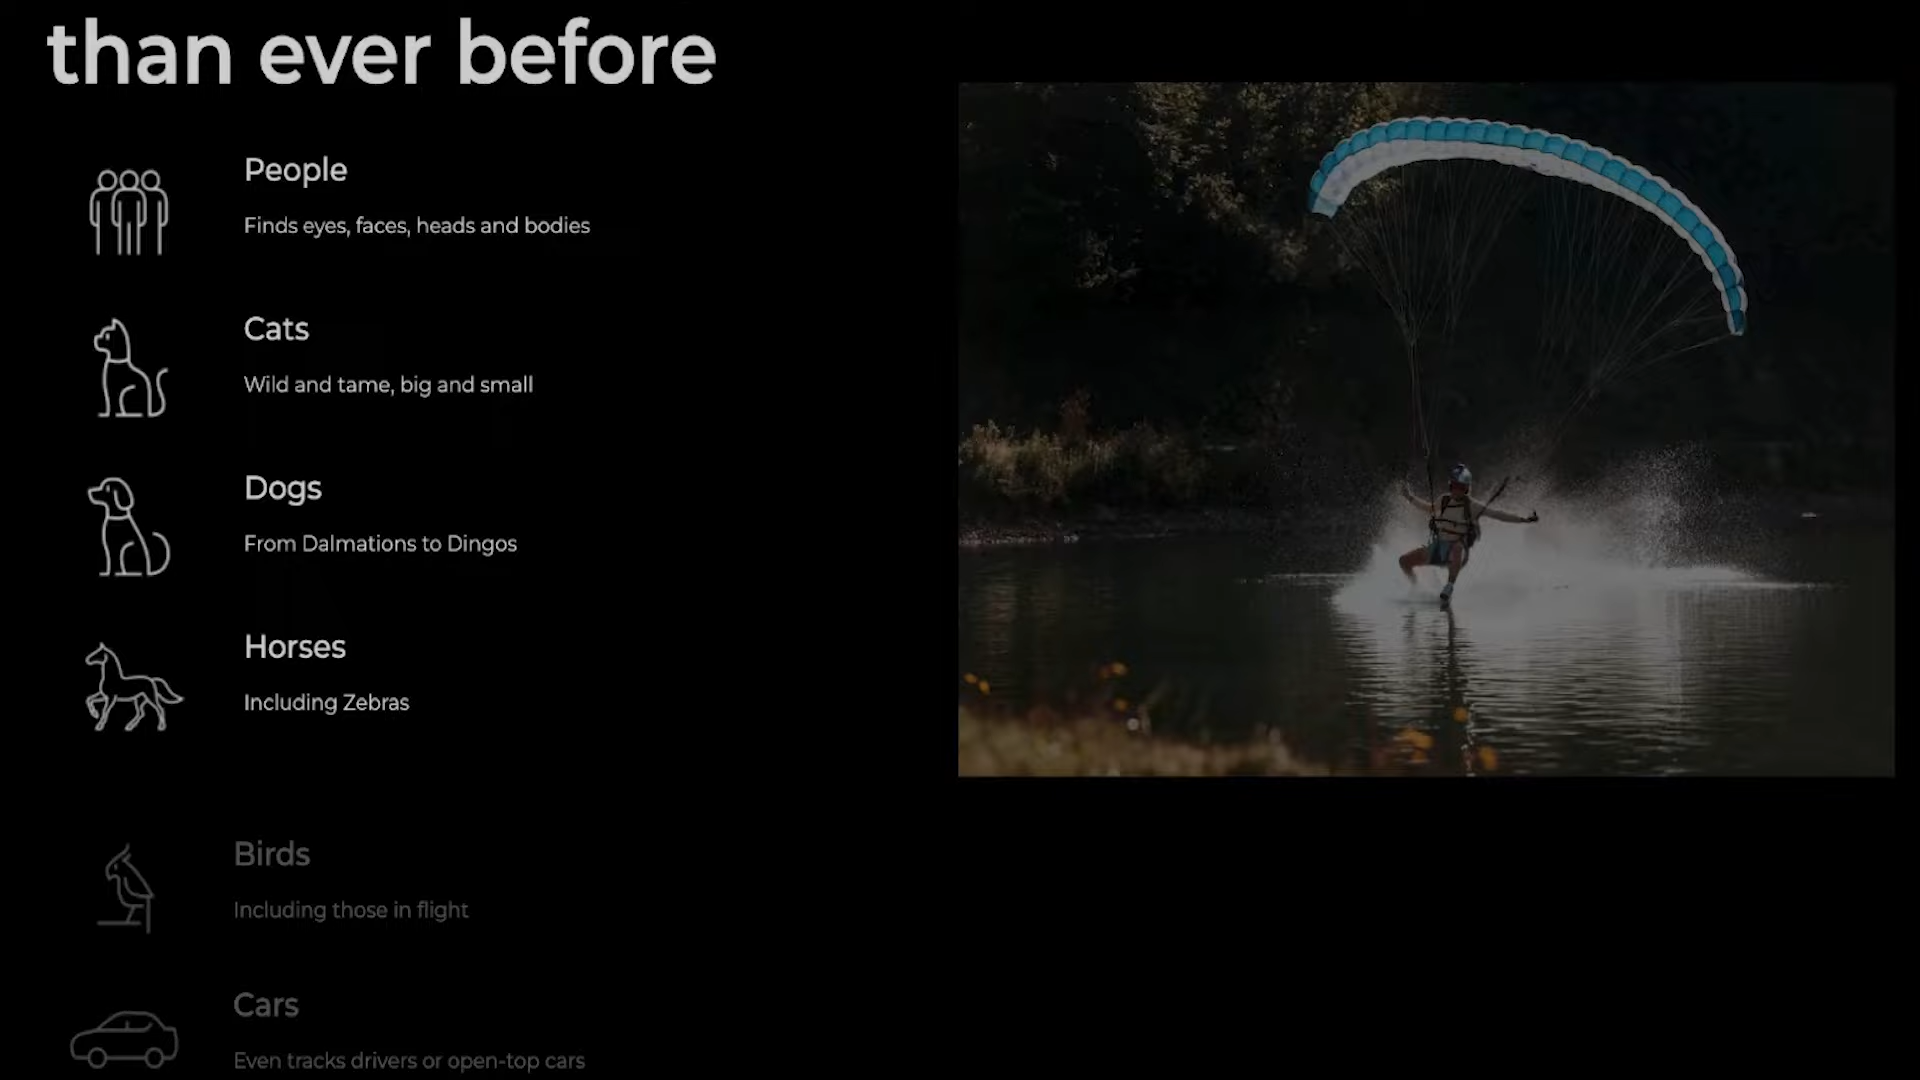 than ever before
People
Finds eyes, faces, heads and bodies
Cats
Wild and tame, big and small
Dogs
From Dalmations to Dingos
Horses
Including Zebras
Birds
Including those in flight
Cars
Even tracks drivers or open-top cars